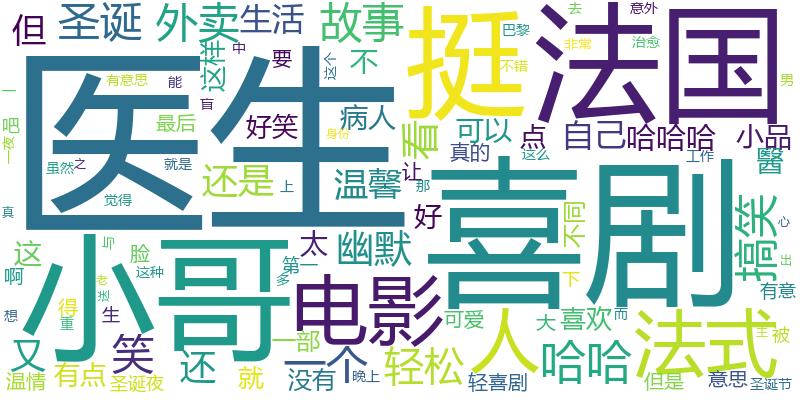 但
圣诞
外卖
生活
故事
挺
法国
去
意外
巴黎
非常
治愈
不错
男
这样
中
要
这个
不
有意思
能
盲
医生
一
吧
一夜
最后
好笑
病人
身份
看
可以
点
自己
哈哈哈
小品
虽然
之
就是
真的
这么
工作
醫
觉得
还是
上
温馨
让
那
喜剧
真
好
不同
搞笑
心
这
与
脸
太
幽默
小哥
啊
这种
第一
电影
多
下
出
有意
老
送
想
得
重
生
可爱
人
大
喜欢
而
法式
主
被
又
笑
一部
还
一个
轻松
哈哈
温情
有点
圣诞夜
就
没有
晚上
轻喜剧
但是
意思
圣诞节